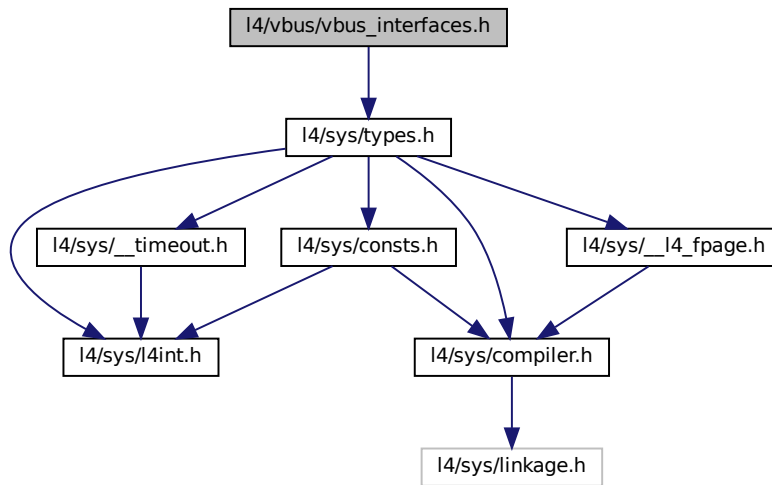 l4/vbus/vbus_interfaces.h
l4/sys/types.h
l4/sys/__timeout.h
l4/sys/consts.h
l4/sys/__l4_fpage.h
l4/sys/l4int.h
l4/sys/compiler.h
l4/sys/linkage.h